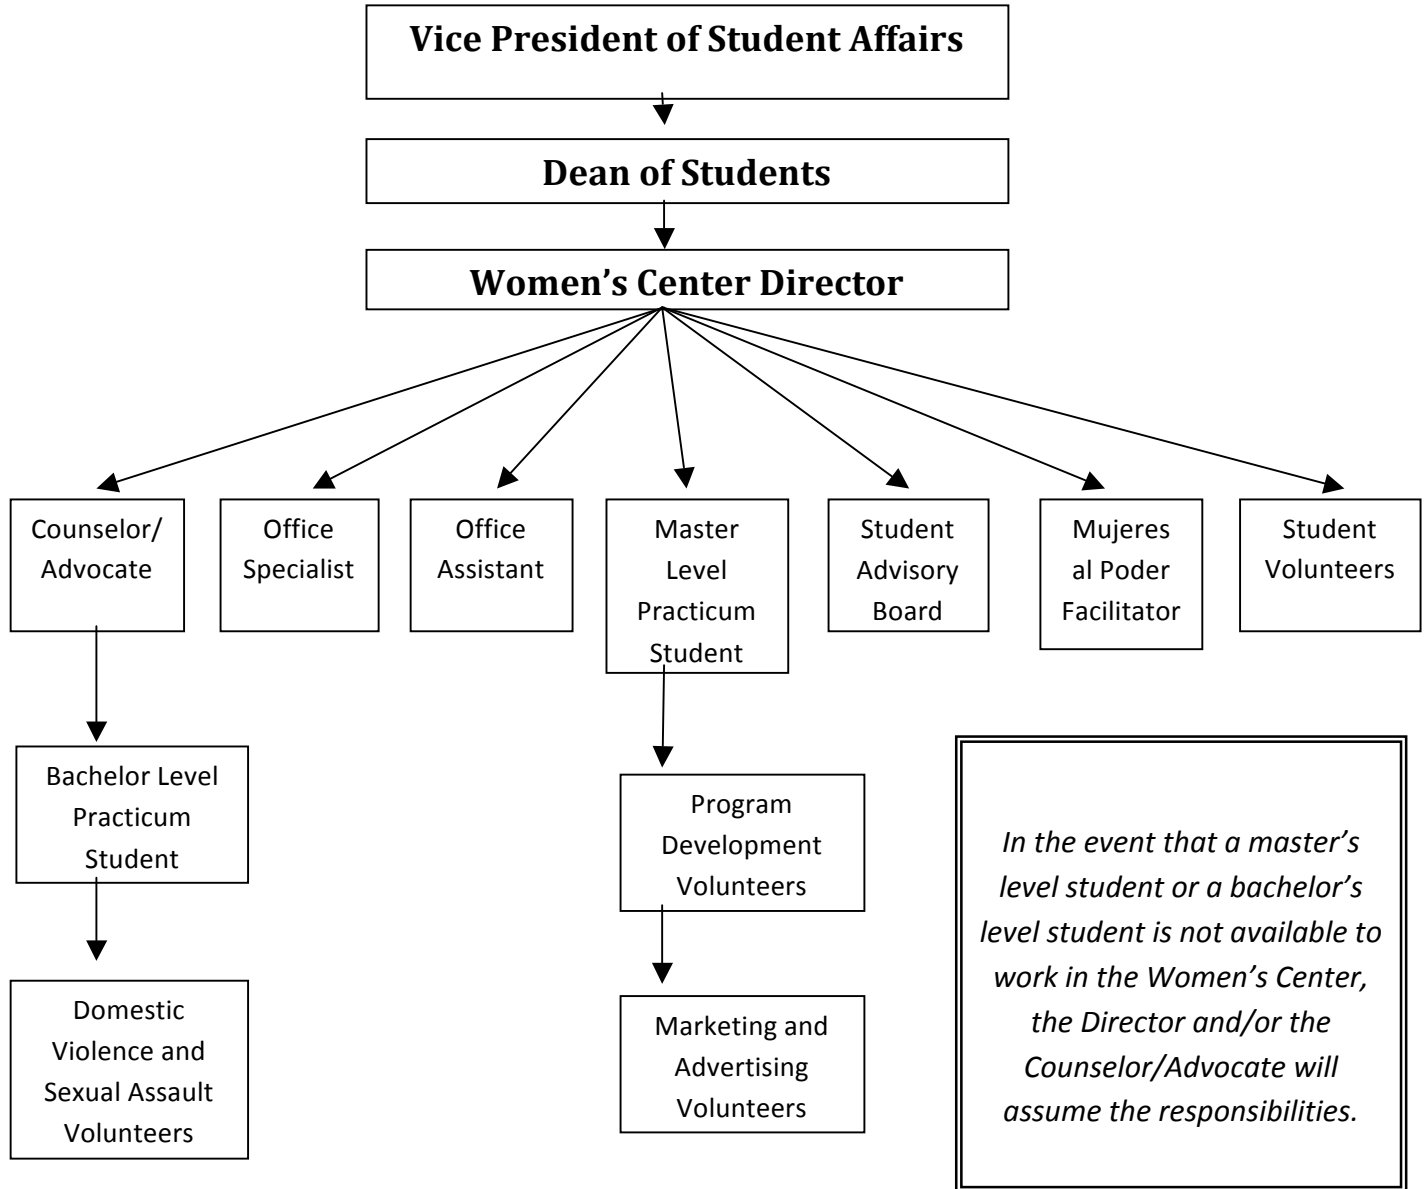 Vice President of Student Affairs
Dean of Students
Women’s Center Director
Counselor/
Advocate
Office
Specialist
Office
Assistant
Master
Level
Practicum
Student
Student
Advisory
Board
Mujeres
al Poder
Facilitator
Student
Volunteers
Bachelor Level
Practicum
Student
Program
Development
Volunteers
Domestic
Violence and
Sexual Assault
Volunteers
Marketing and
Advertising
Volunteers
In the event that a master’s
level student or a bachelor’s
level student is not available to
work in the Women’s Center,
the Director and/or the
Counselor/Advocate will
assume the responsibilities.